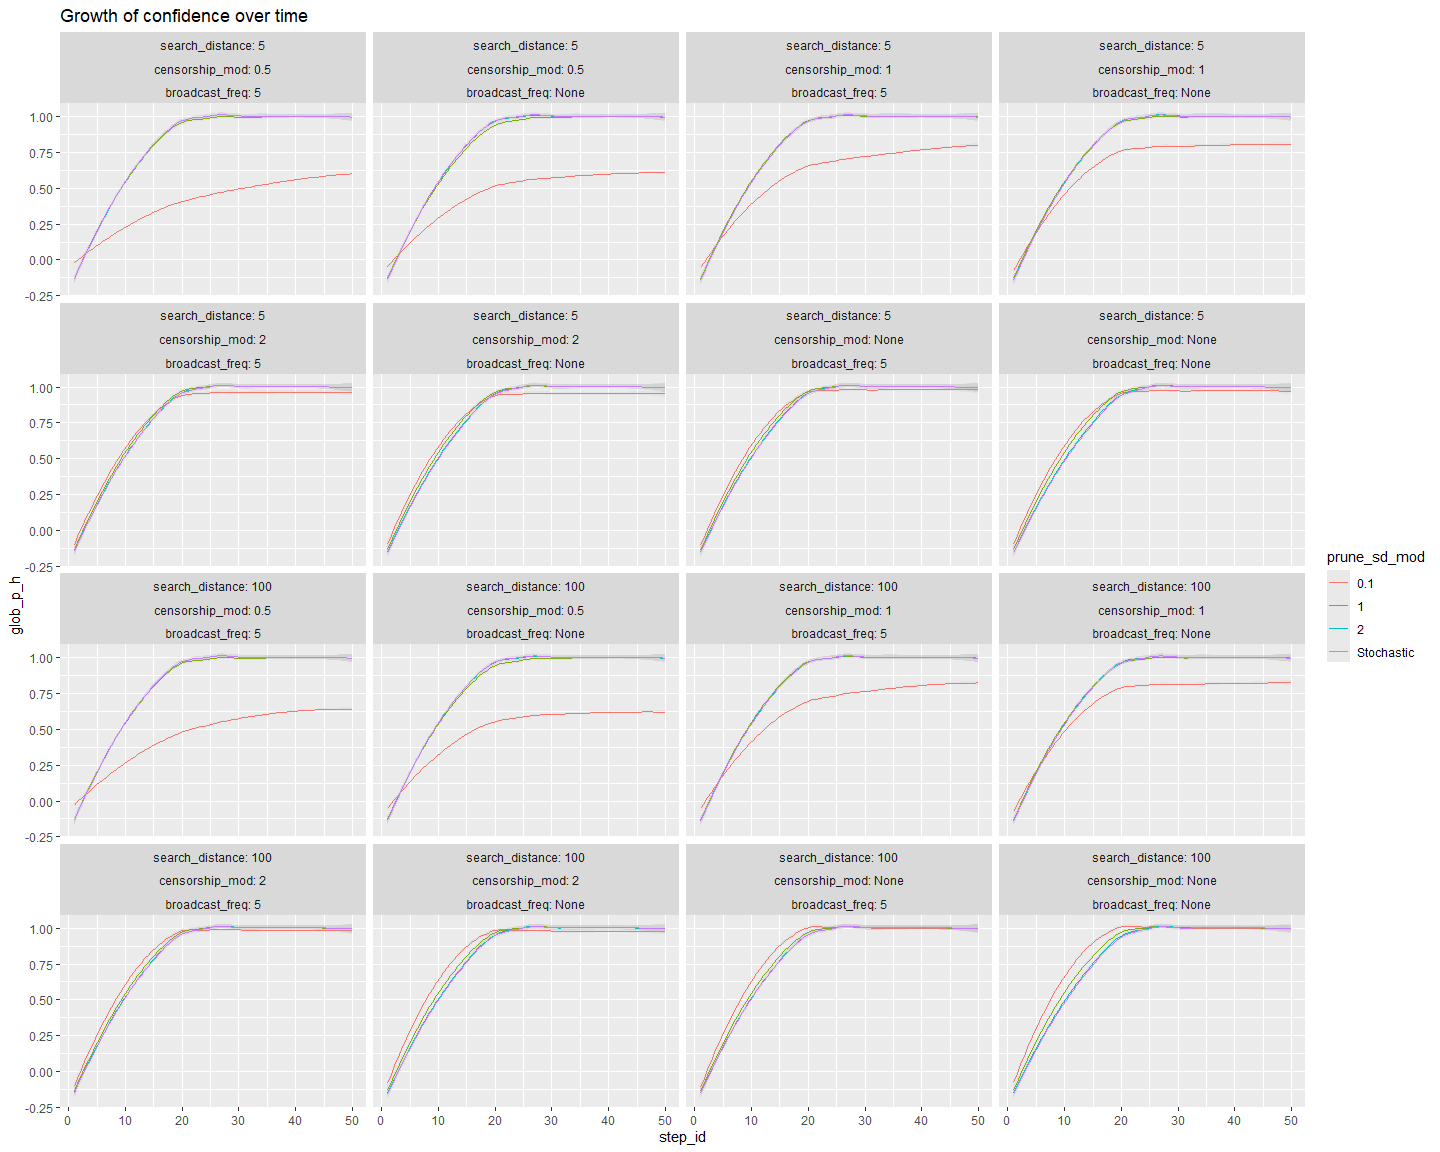 Growth of confidence over time
search_distance: 5
search_distance: 5
search_distance: 5
search_distance: 5
censorship_mod: 0.5
censorship_mod: 0.5
censorship_mod: 1
censorship_mod: 1
broadcast_freq: 5
broadcast_freq: None
broadcast_freq: 5
broadcast_freq: None
1.00
0.75
0.50
0.25
0.00
-0.25
search_distance: 5
search_distance: 5
search_distance: 5
search_distance: 5
censorship_mod: 2
censorship_mod: 2
censorship_mod: None
censorship_mod: None
broadcast_freq: 5
broadcast_freq: None
broadcast_freq: 5
broadcast_freq: None
1.00
0.75
0.50
0.25
0.00
-0.25
search_distance: 100
search_distance: 100
search_distance: 100
search_distance: 100
censorship_mod: 0.5
censorship_mod: 0.5
censorship_mod: 1
censorship_mod: 1
broadcast_freq: 5
broadcast_freq: None
broadcast_freq: 5
broadcast_freq: None
1.00
0.75
0.50
0.25
0.00
-0.25
search_distance: 100
search_distance: 100
search_distance: 100
search_distance: 100
censorship_mod: 2
censorship_mod: 2
censorship_mod: None
censorship_mod: None
broadcast_freq: 5
broadcast_freq: None
broadcast_freq: 5
broadcast_freq: None
1.00
0.75
0.50
0.25
0.00
-0.25
0 10 20 30 40 50
0 10 20 30 40 50
0 10 20 30 40 50
0 10 20 30 40 50
step_id
glob_p_h
prune_sd_mod
0.1
1
2
Stochastic